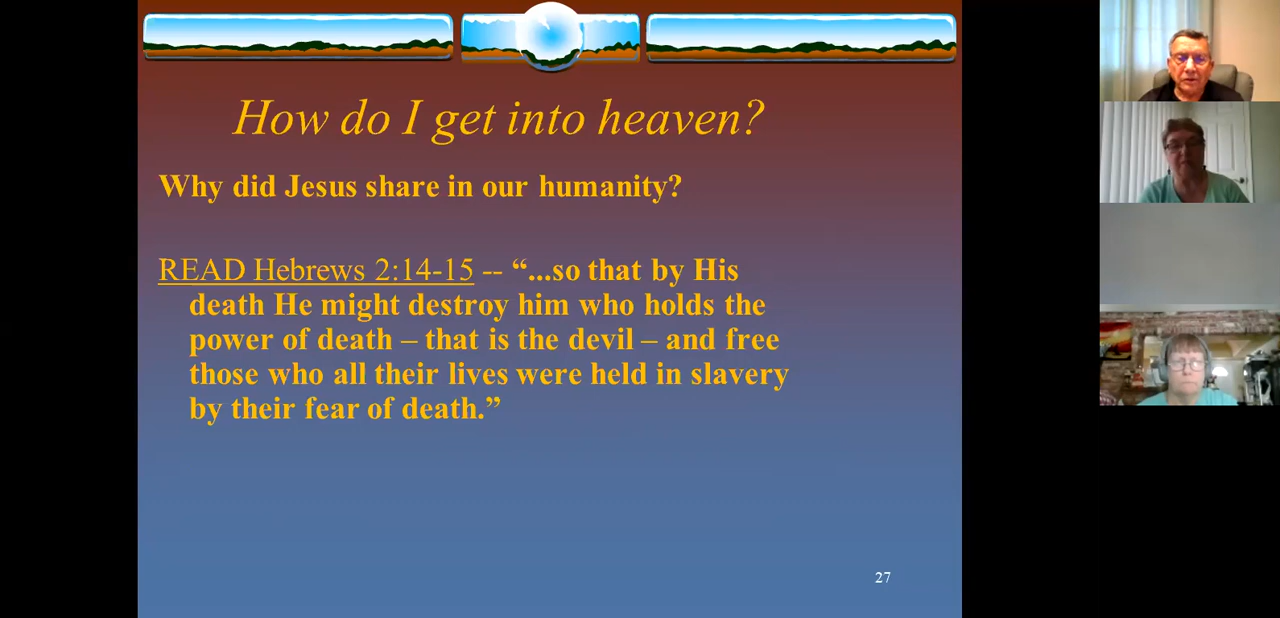 How do I get into heaven?
Why did Jesus share in our humanity?
READ Hebrews 2:14-15 -- “...so that by His
death He might destroy him who holds the
power of death – that is the devil – and free
those who all their lives were held in slavery
by their fear of death.”
27